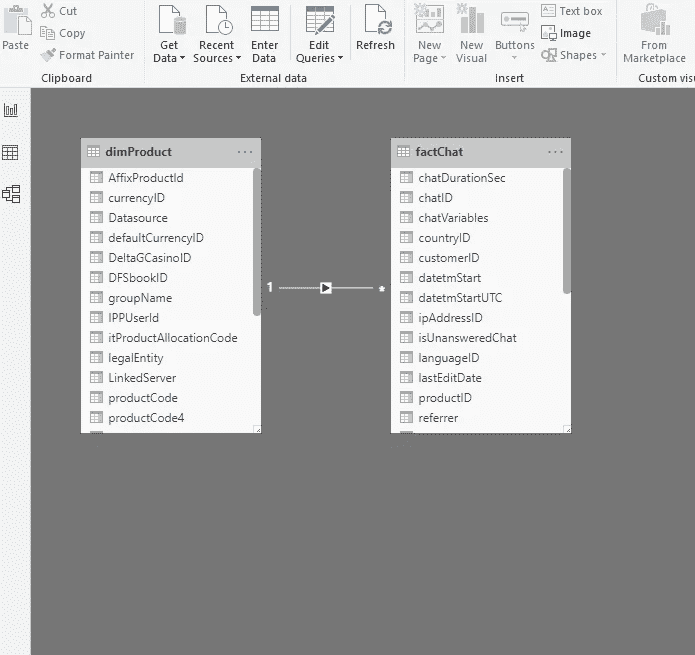 Paste
Cut
Copy
Format Painter
Clipboard
Get Data
Recent Sources
Enter Data
Edit Queries
Refresh
External data
New Page
New Visual
Buttons
Text box
Image
Shapes
Insert
From Marketplace
Custom visu
dimProduct
AffixProductId
currencyID
Datasource
defaultCurrencyID
DeltaGCasinoID
DFSbookID
groupName
IPPUserId
itProductAllocationCode
legalEntity
LinkedServer
productCode
productCode4
1
*
factChat
chatDurationSec
chatID
chatVariables
countryID
customerID
datetmStart
datetmStartUTC
ipAddressID
isUnansweredChat
languageID
lastEditDate
productID
referrer